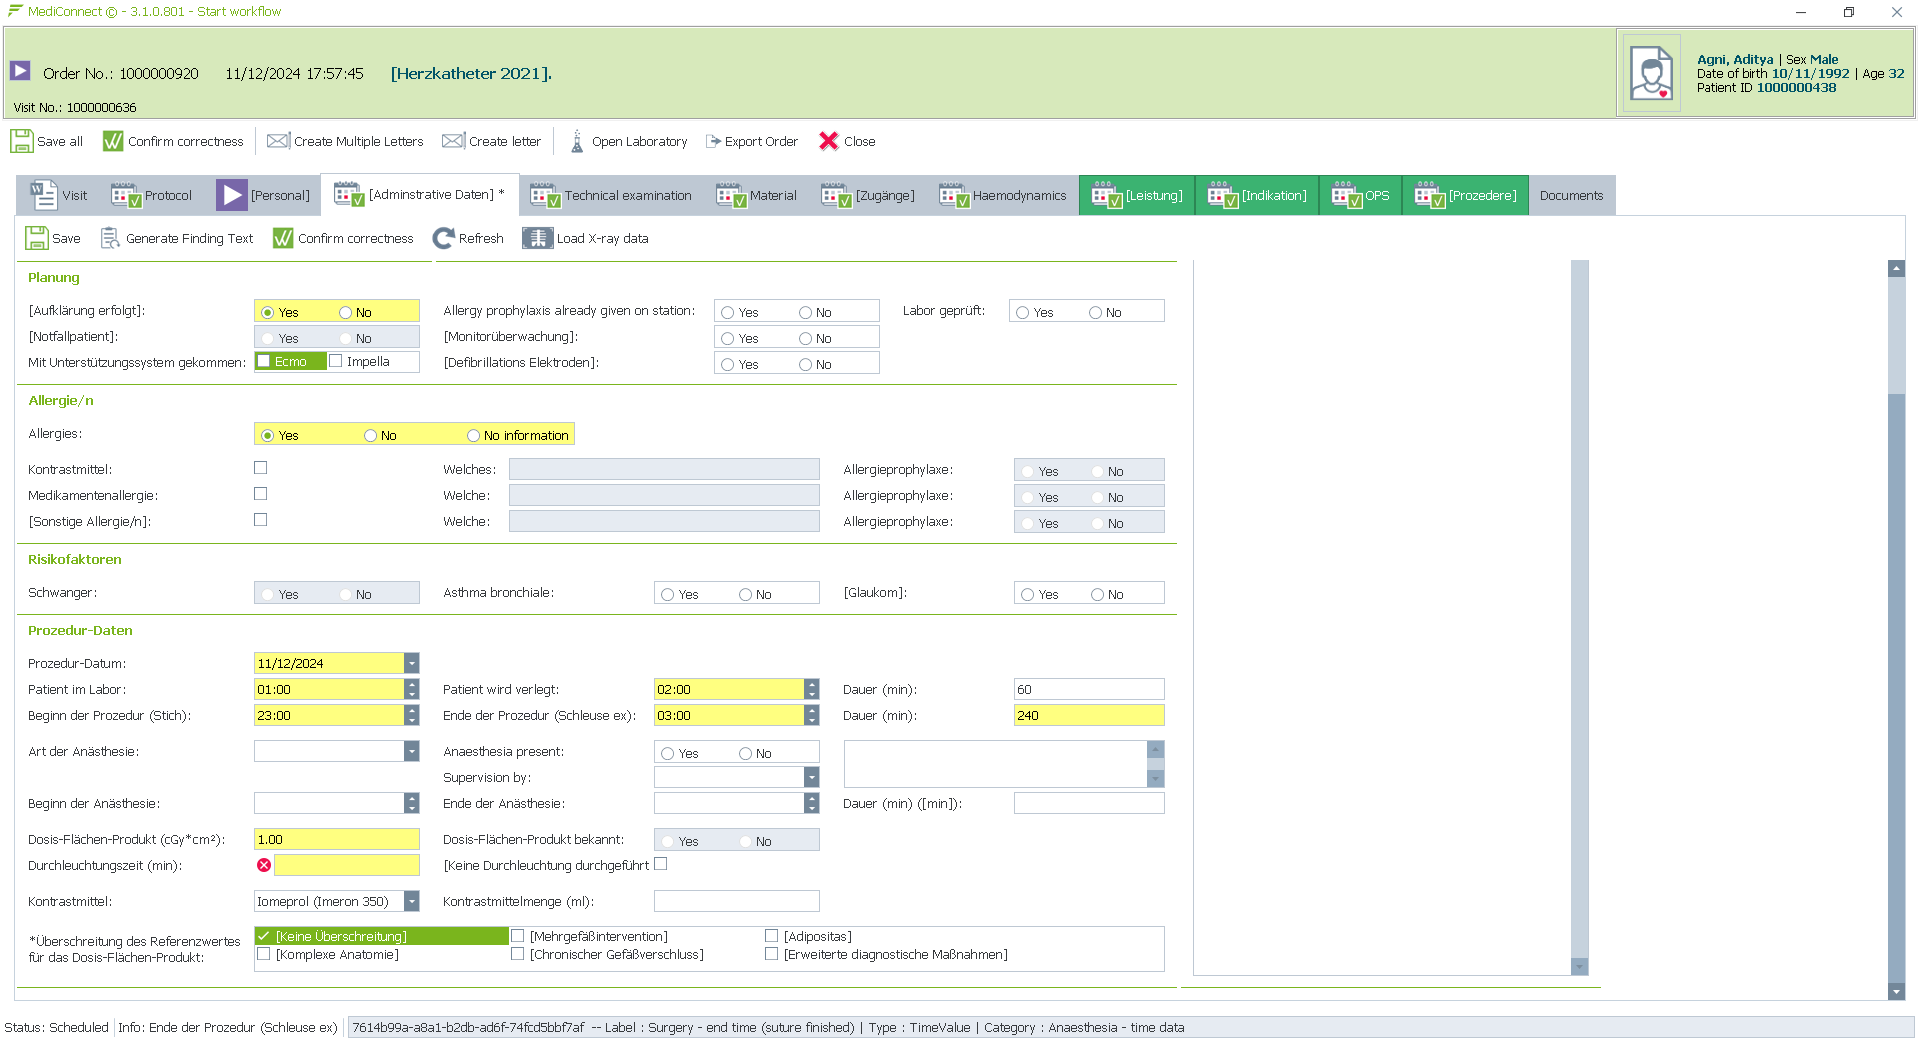 MediConnect © - 3.1.0.801 - Start workflow
Order No.: 1000000920 11/12/2024 17:57:45 [Herzkatheter 2021].
Visit No.: 1000000636
Agni, Aditya | Sex Male
Date of birth 10/11/1992 | Age 32
Patient ID 1000000438
Save all Confirm correctness Create Multiple Letters Create letter Open Laboratory Export Order Close
Visit Protocol [Personal] [Adminstrative Daten] * Technical examination Material [Zugänge] Haemodynamics [Leistung] [Indikation] OPS [Prozedere] Documents
Save Generate Finding Text Confirm correctness Refresh Load X-ray data
Planung
[Aufklärung erfolgt]: Yes No Allergy prophylaxis already given on station: Yes No Labor geprüft: Yes No
[Notfallpatient]: Yes No [Monitorüberwachung]: Yes No
Mit Unterstützungssystem gekommen: Ecmo Impella [Defibrillations Elektroden]: Yes No
Allergie/n
Allergies: Yes No No information
Kontrastmittel: Welches: Allergieprophylaxe: Yes No
Medikamentenallergie: Welche: Allergieprophylaxe: Yes No
[Sonstige Allergie/n]: Welche: Allergieprophylaxe: Yes No
Risikofaktoren
Schwanger: Yes No Asthma bronchiale: Yes No [Glaukom]: Yes No
Prozedur-Daten
Prozedur-Datum: 11/12/2024
Patient im Labor: 01:00 Patient wird verlegt: 02:00 Dauer (min): 60
Beginn der Prozedur (Stich): 23:00 Ende der Prozedur (Schleuse ex): 03:00 Dauer (min): 240
Art der Anästhesie: Anaesthesia present: Yes No
Supervision by:
Beginn der Anästhesie: Ende der Anästhesie: Dauer (min) ([min]):
Dosis-Flächen-Produkt (cGy*cm²): 1.00 Dosis-Flächen-Produkt bekannt: Yes No
Durchleuchtungszeit (min): [Keine Durchleuchtung durchgeführt
Kontrastmittel: Iomeprol (Imeron 350) Kontrastmittelmenge (ml):
*Überschreitung des Referenzwertes
für das Dosis-Flächen-Produkt:
[Keine Überschreitung] [Mehrgefäßintervention] [Adipositas]
[Komplexe Anatomie] [Chronischer Gefäßverschluss] [Erweiterte diagnostische Maßnahmen]
Status: Scheduled Info: Ende der Prozedur (Schleuse ex) 7614b99a-a8a1-b2db-ad6f-74fcd5bbf7af -- Label : Surgery - end time (suture finished) | Type : TimeValue | Category : Anaesthesia - time data